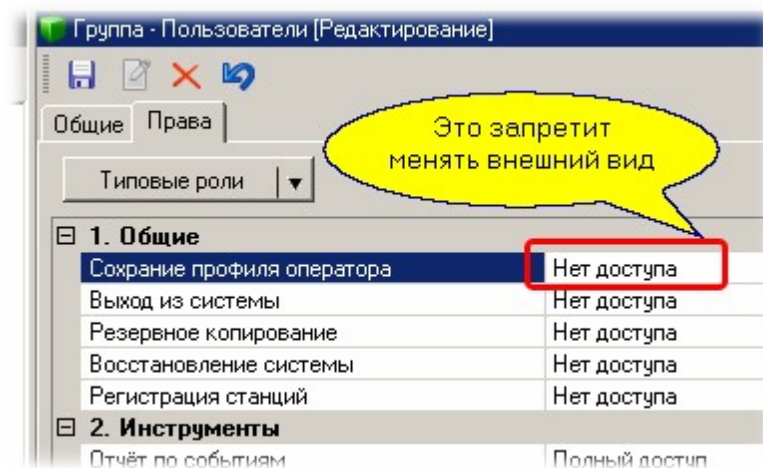 Группа - Пользователи [Редактирование]
Общие Права
Это запретит
менять внешний вид
Типовые роли
1. Общие
Сохрание профиля оператора Нет доступа
Выход из системы Нет доступа
Резервное копирование Нет доступа
Восстановление системы Нет доступа
Регистрация станций Нет доступа
2. Инструменты
Отчёт по событиям Полный доступ